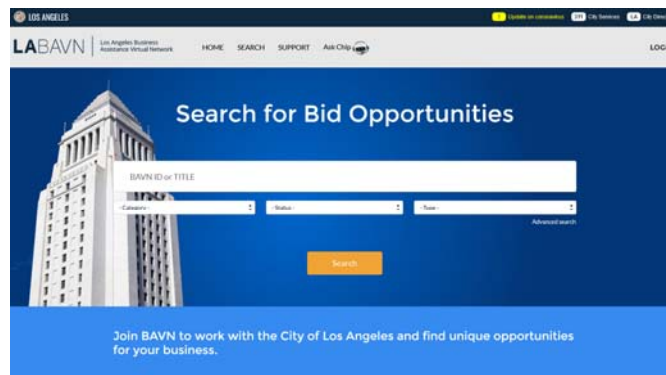 LOS ANGELES
Update on coronavirus 311 City Services LA City Direc
LABAVN Los Angeles Business
Assistance Virtual Network
HOME SEARCH SUPPORT Ask Chip
LOG
Search for Bid Opportunities
BAVN ID or TITLE
- Category - - Status - - Type -
Advanced search
Search
Join BAVN to work with the City of Los Angeles and find unique opportunities
for your business.